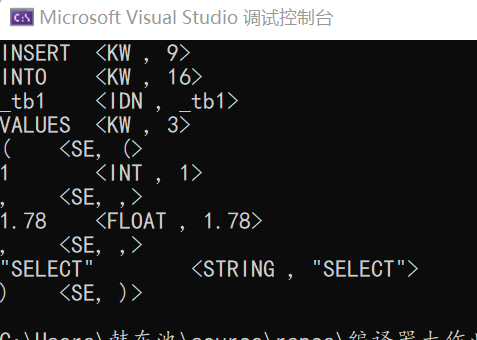 Microsoft Visual Studio 调试控制台
INSERT <KW , 9>
INTO <KW , 16>
_tb1 <IDN , _tb1>
VALUES <KW , 3>
( <SE, (>
1 <INT , 1>
, <SE, ,>
1.78 <FLOAT , 1.78>
, <SE, ,>
"SELECT" <STRING , "SELECT">
) <SE, )>